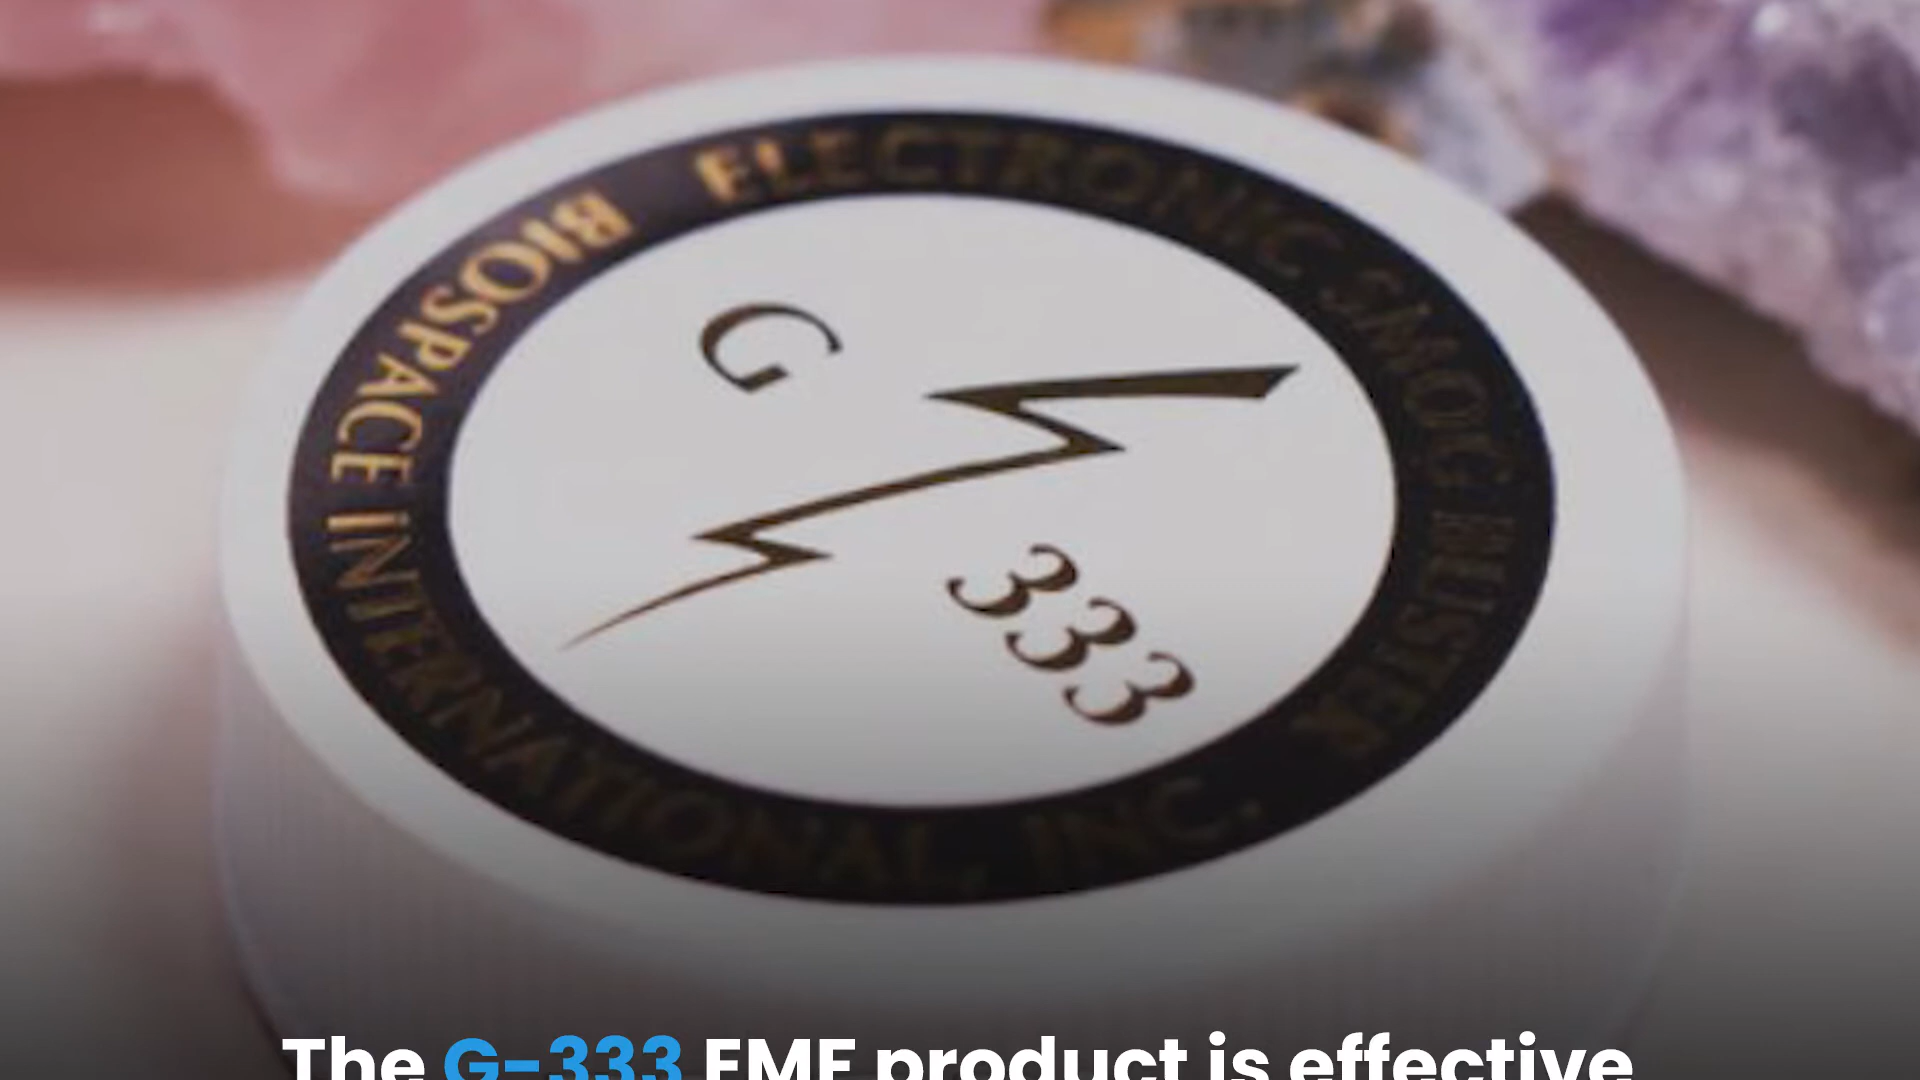 ELECTRONIC SMOG BUSTER
BIOSPACE INTERNATIONAL, INC.
G
333
The G-333 EMF product is effective